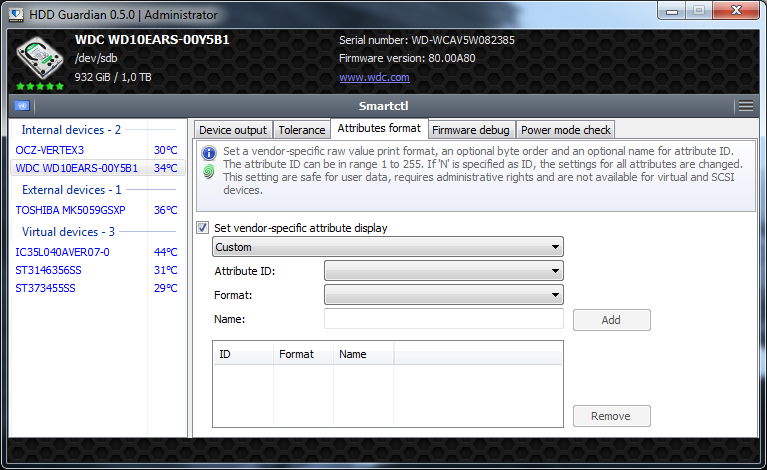 HDD Guardian 0.5.0 | Administrator
WDC WD10EARS-00Y5B1
/dev/sdb
932 GiB / 1,0 TB
Serial number: WD-WCAV5W082385
Firmware version: 80.00A80
www.wdc.com
Smartctl
Internal devices - 2
OCZ-VERTEX3 30°C
WDC WD10EARS-00Y5B1 34°C
External devices - 1
TOSHIBA MK5059GSXP 36°C
Virtual devices - 3
IC35L040AVER07-0 44°C
ST3146356SS 31°C
ST373455SS 29°C
Device output Tolerance Attributes format Firmware debug Power mode check
Set a vendor-specific raw value print format, an optional byte order and an optional name for attribute ID.
The attribute ID can be in range 1 to 255. If 'N' is specified as ID, the settings for all attributes are changed.
This setting are safe for user data, requires administrative rights and are not available for virtual and SCSI
devices.
Set vendor-specific attribute display
Custom
Attribute ID:
Format:
Name:
Add
ID Format Name
Remove